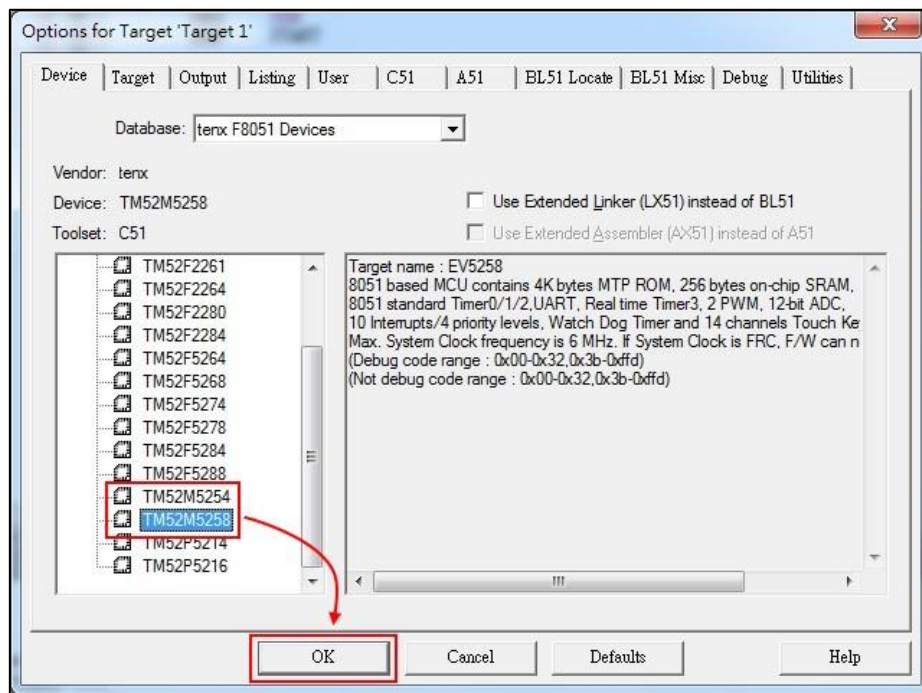 Options for Target 'Target 1'
Device Target Output Listing User C51 A51 BL51 Locate BL51 Misc Debug Utilities
Database: tenx F8051 Devices
Vendor: tenx
Device: TM52M5258
Use Extended Linker (LX51) instead of BL51
Toolset: C51
Use Extended Assembler (AX51) instead of A51
TM52F2261
TM52F2264
TM52F2280
TM52F2284
TM52F5264
TM52F5268
TM52F5274
TM52F5278
TM52F5284
TM52F5288
TM52M5254
TM52M5258
TM52P5214
TM52P5216
Target name : EV5258
8051 based MCU contains 4K bytes MTP ROM, 256 bytes on-chip SRAM,
8051 standard Timer0/1/2,UART, Real time Timer3, 2 PWM, 12-bit ADC,
10 Interrupts/4 priority levels, Watch Dog Timer and 14 channels Touch Ke
Max. System Clock frequency is 6 MHz. If System Clock is FRC, F/W can n
(Debug code range : 0x00-0x32,0x3b-0xffd)
(Not debug code range : 0x00-0x32,0x3b-0xffd)
OK Cancel Defaults Help